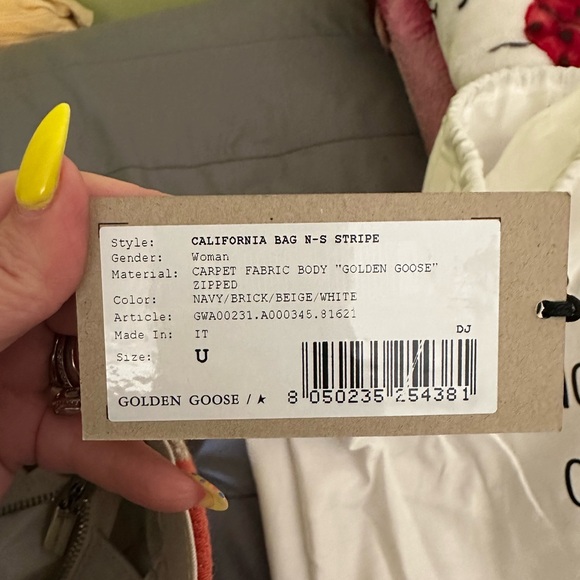 Style: CALIFORNIA BAG N-S STRIPE
Gender: Woman
Material: CARPET FABRIC BODY "GOLDEN GOOSE"
ZIPPED
Color: NAVY/BRICK/BEIGE/WHITE
Article: GWA00231.A000345.81621
Made In: IT
DJ
Size: U
GOLDEN GOOSE / ★
8 050235 254381